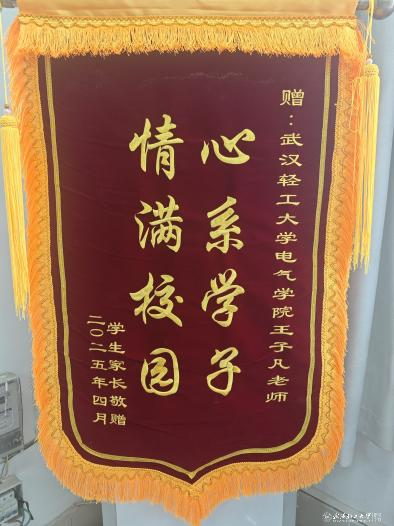 赠：武汉轻工大学电气学院王子凡老师
心系学子
情满校园
学生家长敬赠
二〇二五年四月